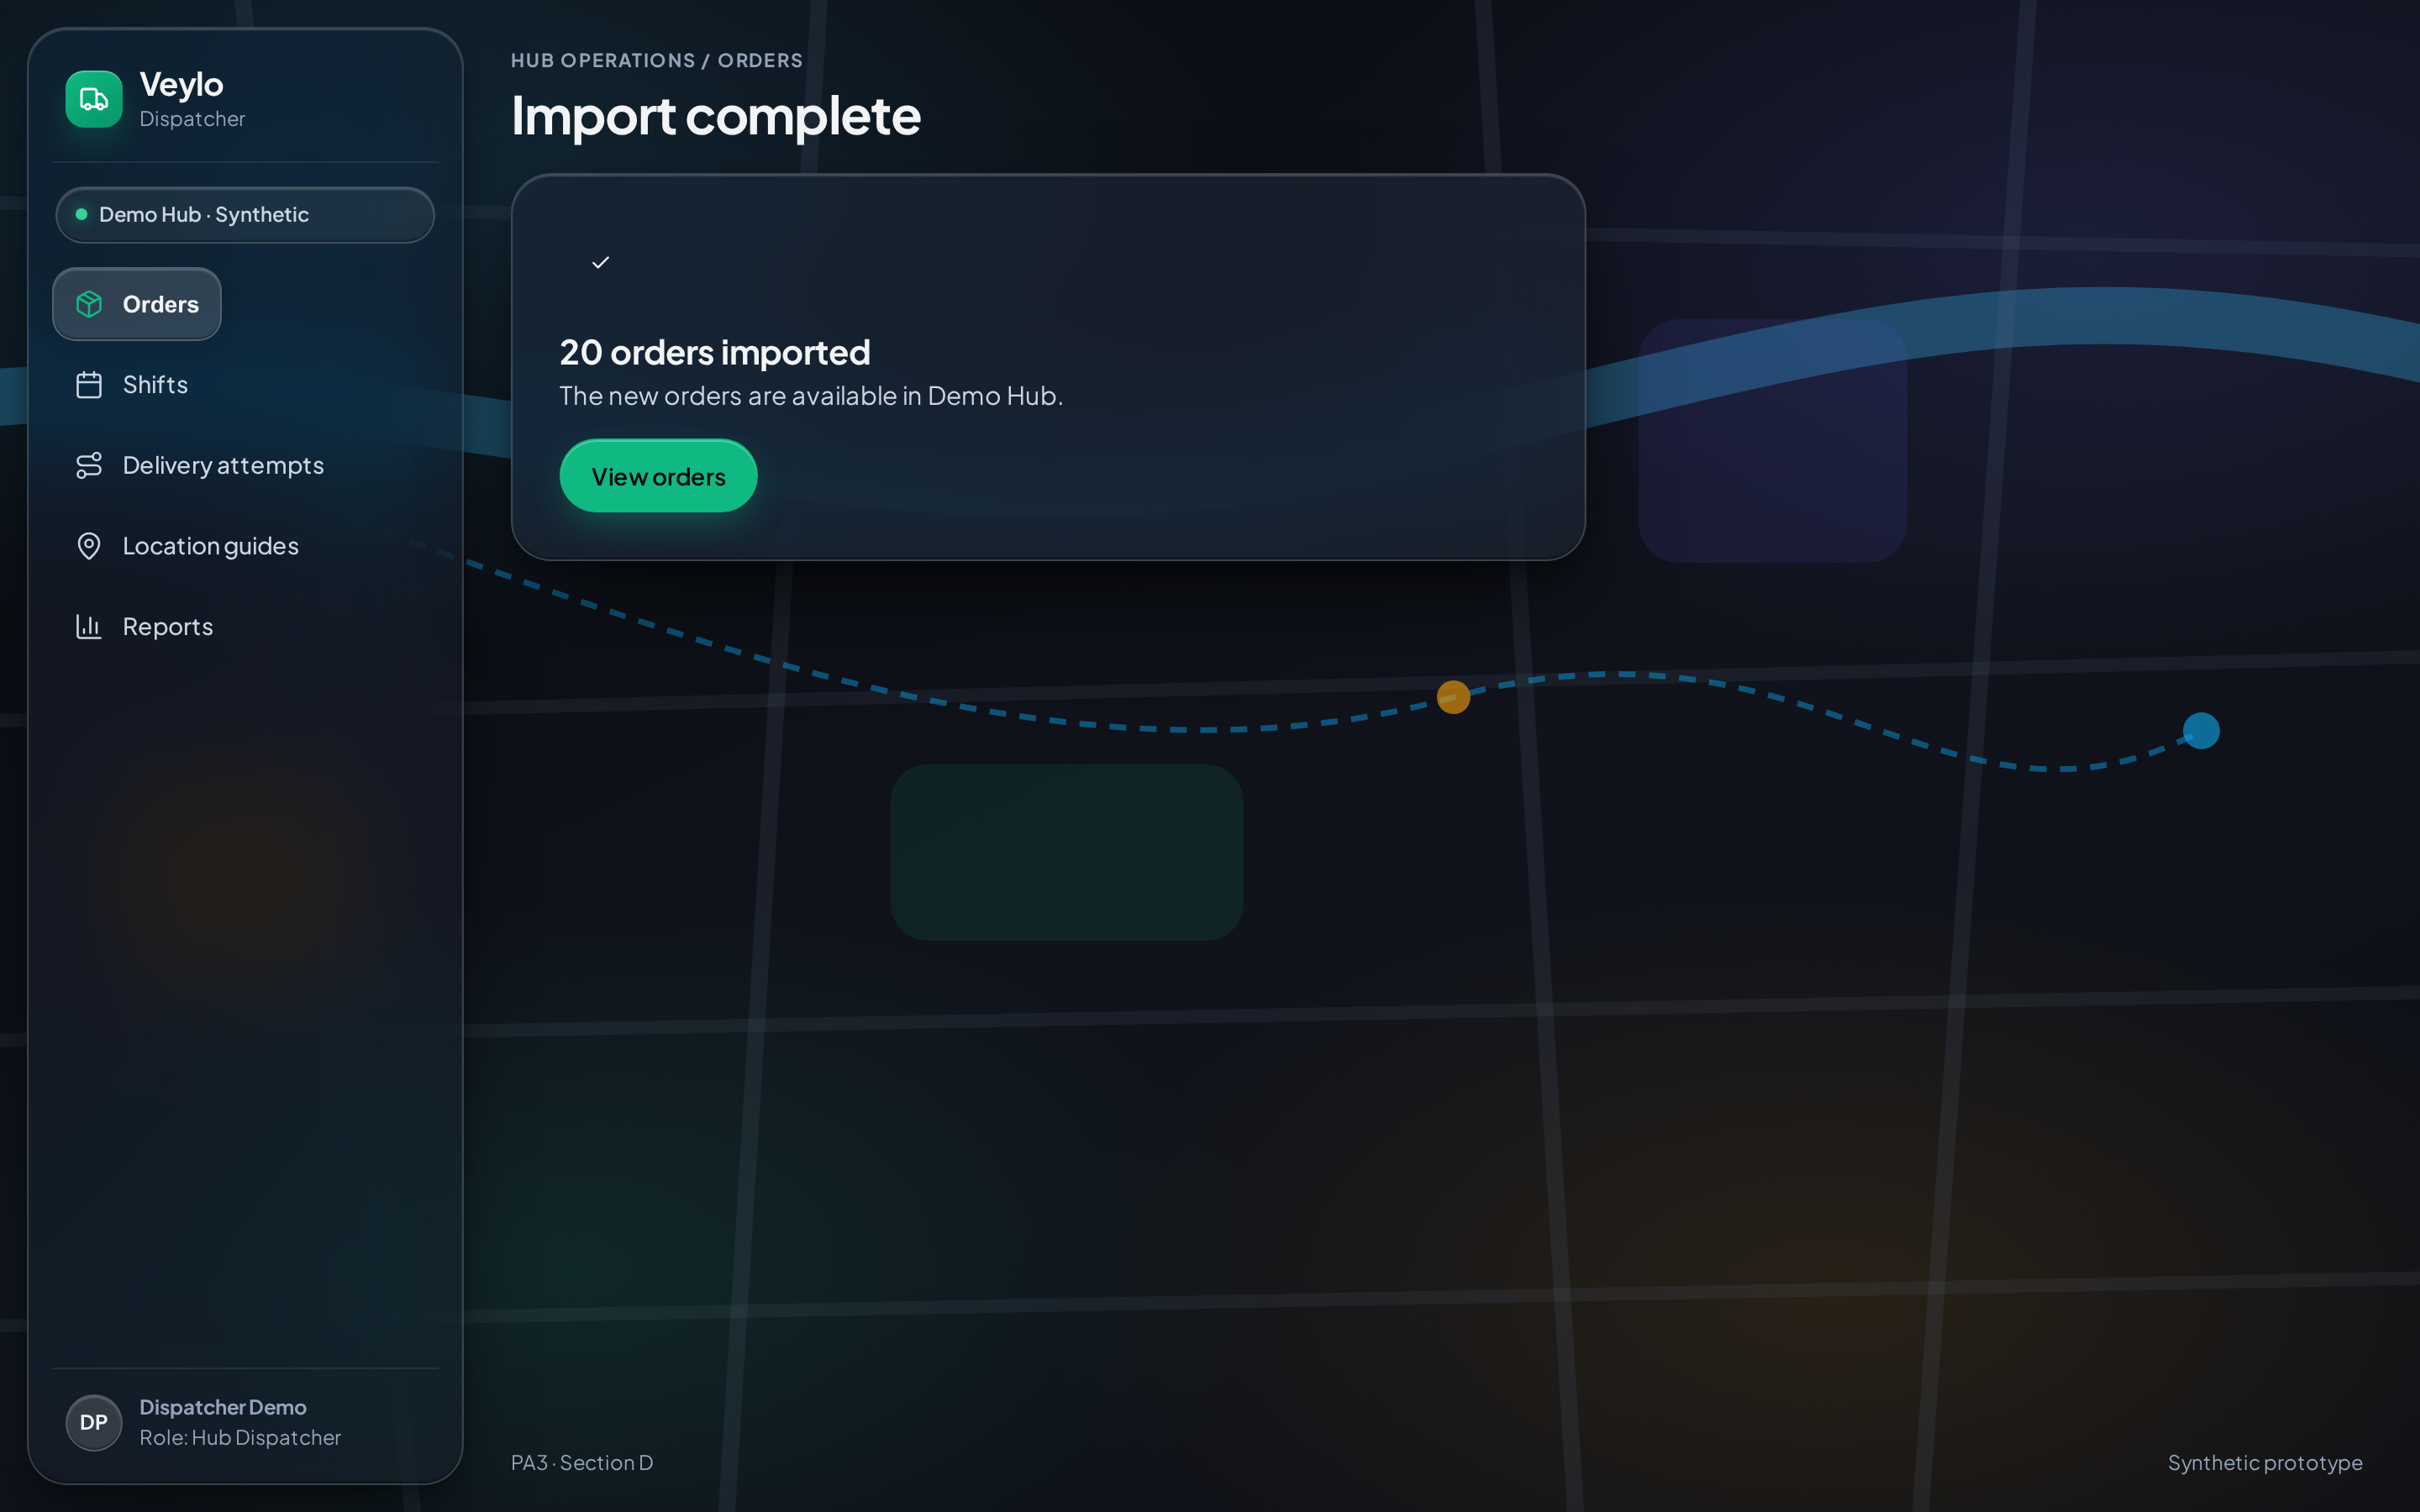 Veylo
Dispatcher
Demo Hub · Synthetic
Orders
Shifts
Delivery attempts
Location guides
Reports
DP
Dispatcher Demo
Role: Hub Dispatcher
HUB OPERATIONS / ORDERS
Import complete
20 orders imported
The new orders are available in Demo Hub.
View orders
PA3 · Section D
Synthetic prototype